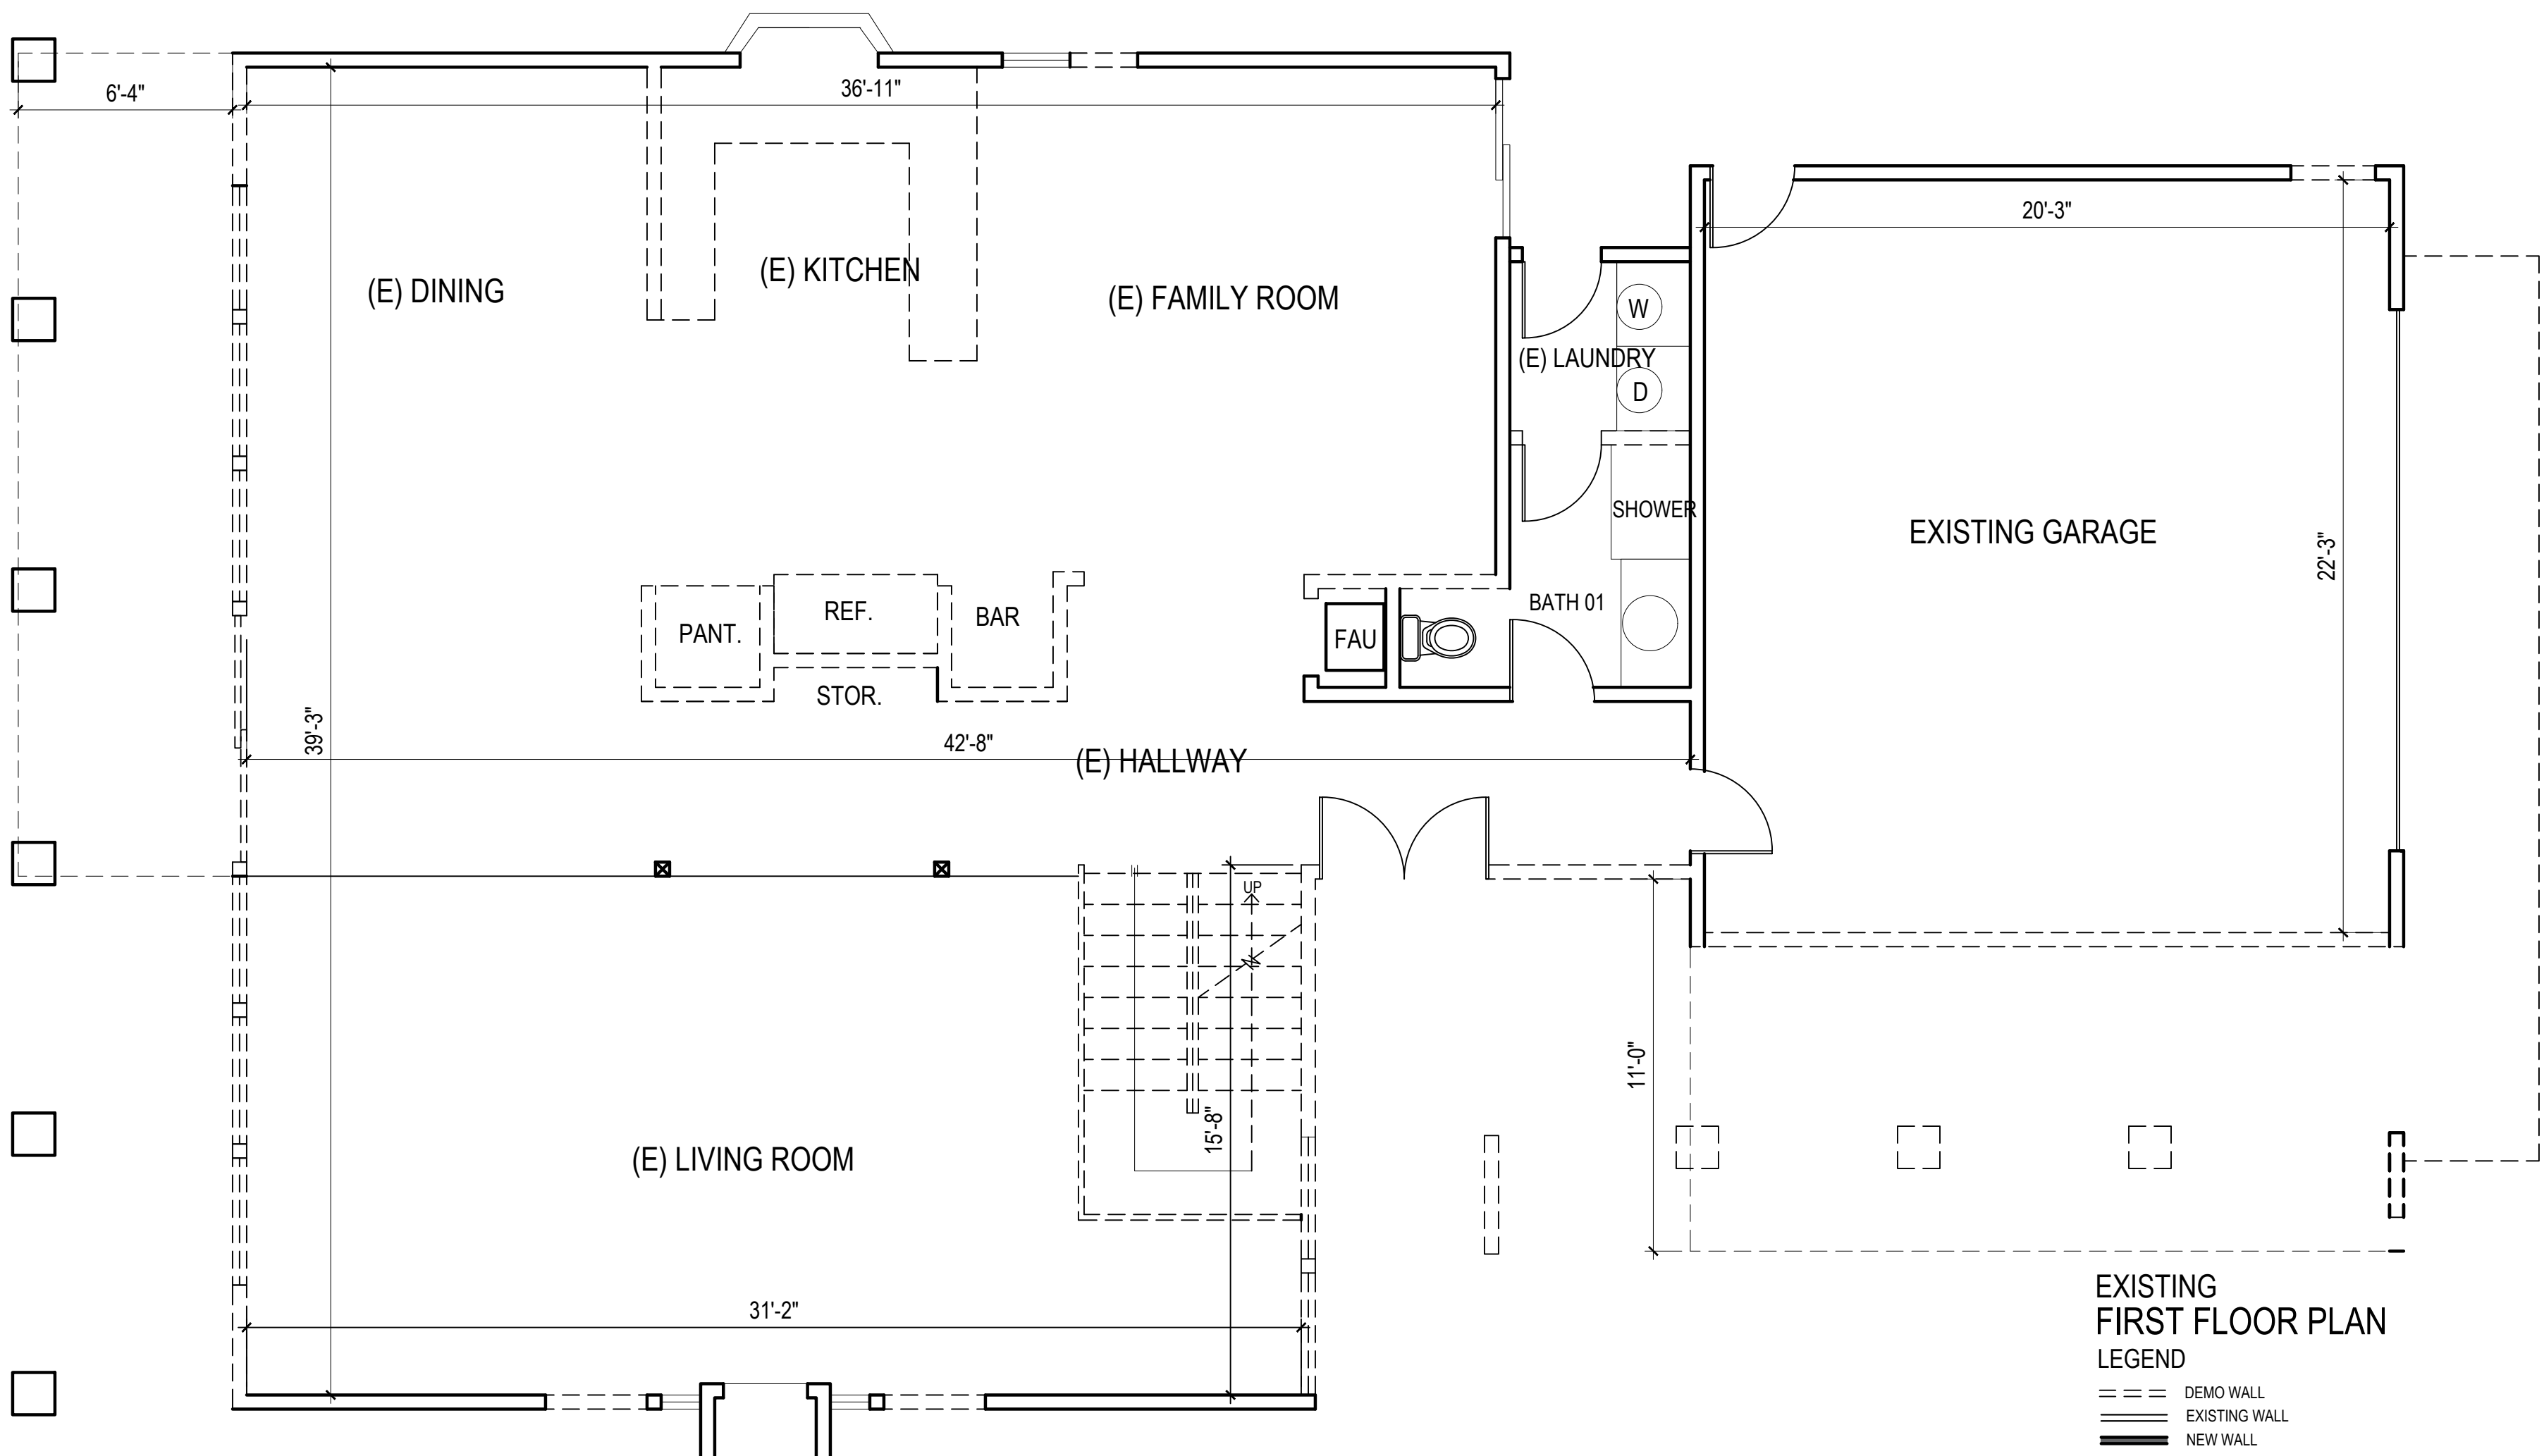 6'-4"
36'-11"
20'-3"
(E) DINING
(E) KITCHEN
(E) FAMILY ROOM
W
(E) LAUNDRY
D
SHOWER
EXISTING GARAGE
22'-3"
PANT.
REF.
BAR
STOR.
FAU
BATH 01
39'-3"
42'-8"
(E) HALLWAY
UP
11'-0"
15'-8"
(E) LIVING ROOM
31'-2"
EXISTING
FIRST FLOOR PLAN
LEGEND
DEMO WALL
EXISTING WALL
NEW WALL